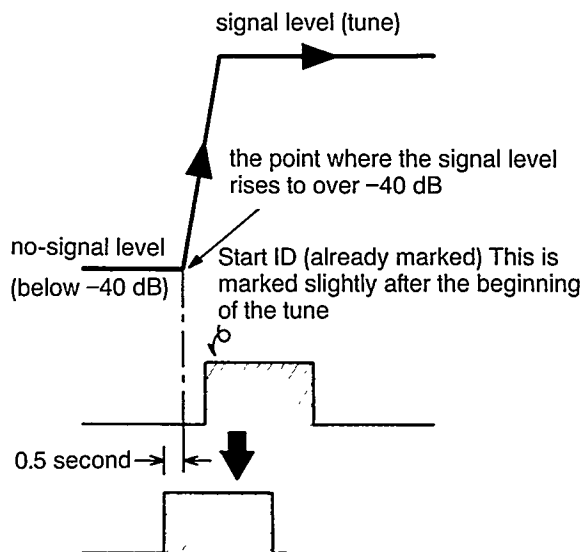 signal level (tune)
the point where the signal level
rises to over –40 dB
no-signal level
(below –40 dB)
Start ID (already marked) This is
marked slightly after the beginning
of the tune
0.5 second